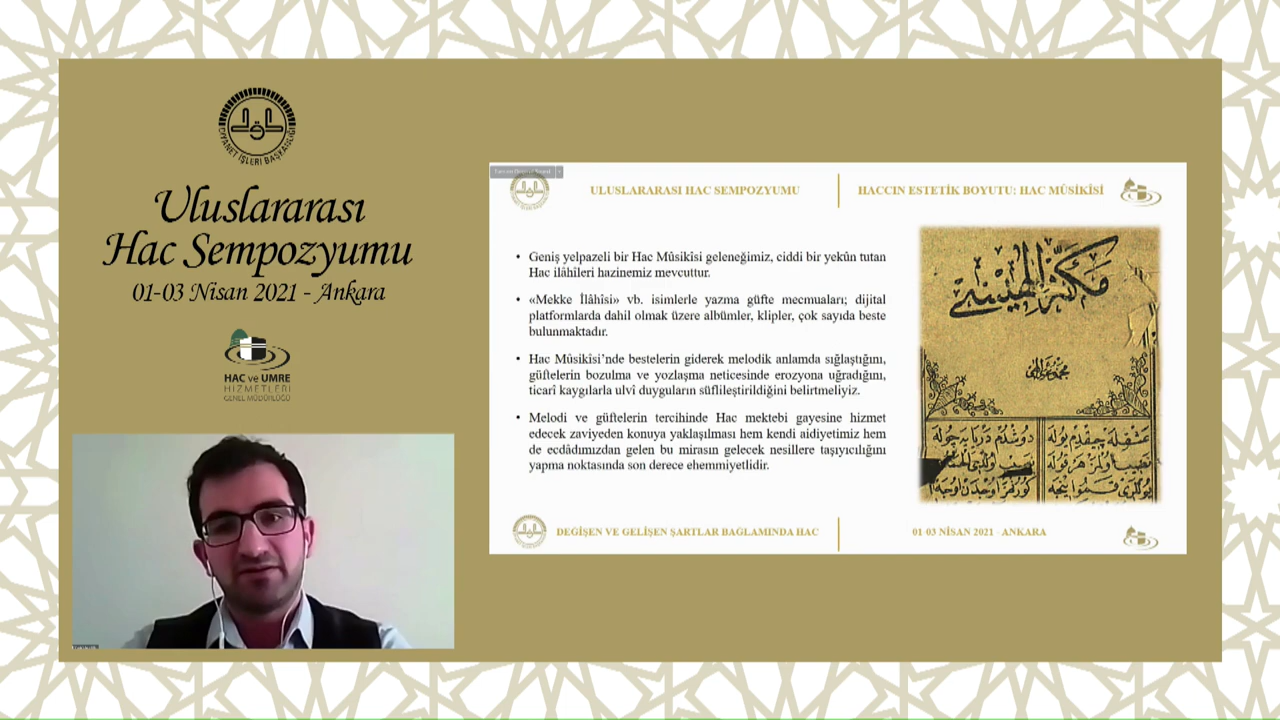 DİYANET İŞLERİ BAŞKANLIĞI
Uluslararası
Hac Sempozyumu
01-03 Nisan 2021 - Ankara
HAC ve UMRE
HİZMETLERİ
GENEL MÜDÜRLÜĞÜ
ULUSLARARASI HAC SEMPOZYUMU
HACCIN ESTETİK BOYUTU: HAC MÛSİKÎSİ
• Geniş yelpazeli bir Hac Mûsikîsi geleneğimiz, ciddi bir yekûn tutan
Hac ilâhileri hazinemiz mevcuttur.
• «Mekke İlâhîsi» vb. isimlerle yazma güfte mecmuaları; dijital
platformlarda dahil olmak üzere albümler, klipler, çok sayıda beste
bulunmaktadır.
• Hac Mûsikîsi’nde bestelerin giderek melodik anlamda sığlaştığını,
güftelerin bozulma ve yozlaşma neticesinde erozyona uğradığını,
ticarî kaygılarla ulvî duyguların süflileştirildiğini belirtmeliyiz.
• Melodi ve güftelerin tercihinde Hac mektebi gayesine hizmet
edecek zaviyeden konuya yaklaşılması hem kendi aidiyetimiz hem
de ecdâdımızdan gelen bu mirasın gelecek nesillere taşıyıcılığını
yapma noktasında son derece ehemmiyetlidir.
DEĞİŞEN VE GELİŞEN ŞARTLAR BAĞLAMINDA HAC
01 03 NİSAN 2021 - ANKARA